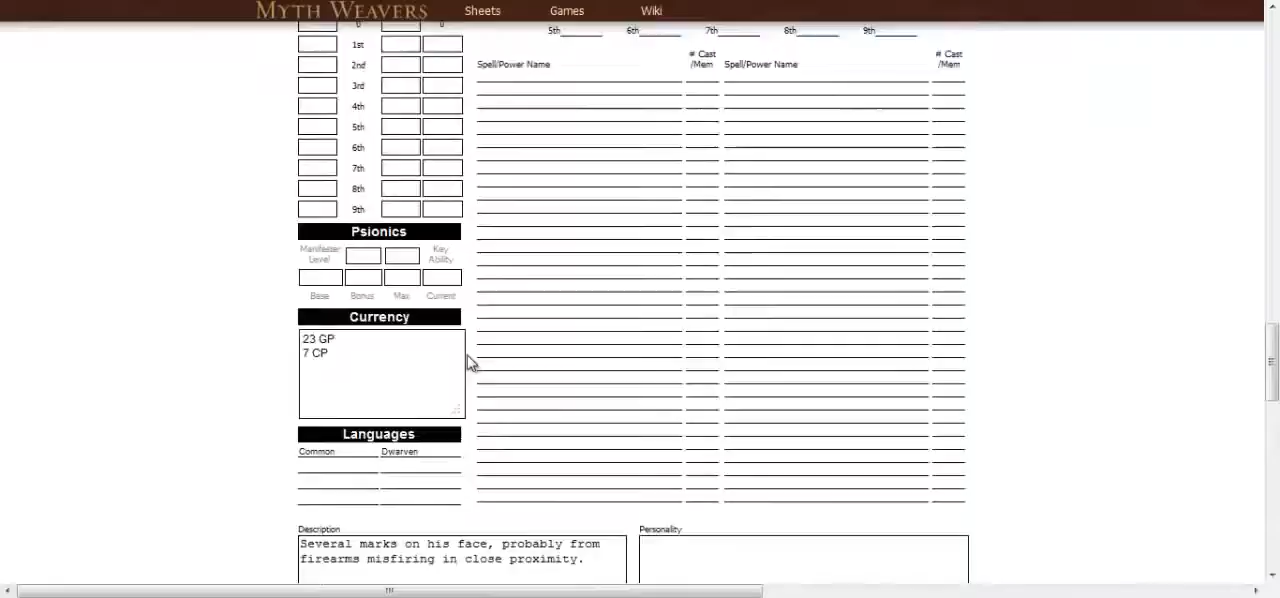 MYTH WEAVERS Sheets Games Wiki
0 0
5th 6th 7th 8th 9th
1st
2nd
3rd
4th
5th
6th
7th
8th
9th
# Cast # Cast
Spell/Power Name /Mem Spell/Power Name /Mem
Psionics
Manifester Key
Level Ability
Base Bonus Max Current
Currency
23 GP
7 CP
Languages
Common Dwarven
Description Personality
Several marks on his face, probably from
firearms misfiring in close proximity.